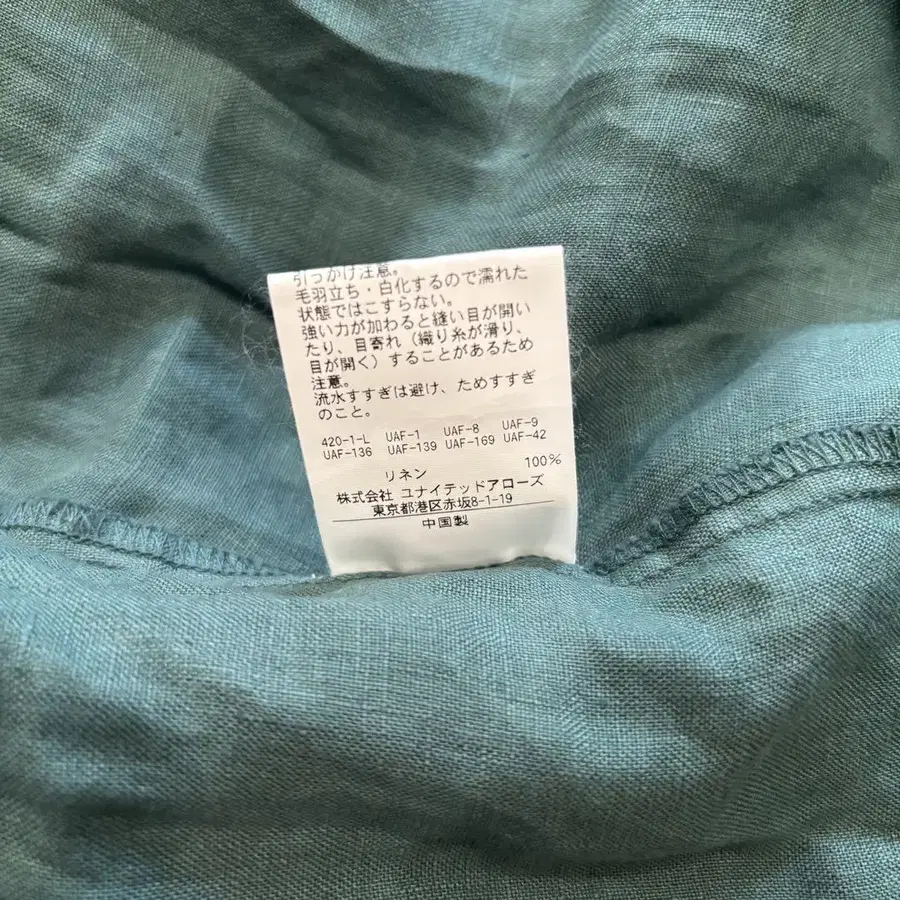 引っかけ注意。
毛羽立ち・白化するので濡れた
状態ではこすらない。
強い力が加わると縫い目が開い
たり、目寄れ（織り糸が滑り、
目が開く）することがあるため
注意。
流水すすぎは避け、ためすすぎ
のこと。
420-1-L UAF-1 UAF-8 UAF-9
UAF-136 UAF-139 UAF-169 UAF-42
リネン 100%
株式会社 ユナイテッドアローズ
東京都港区赤坂8-1-19
中国製